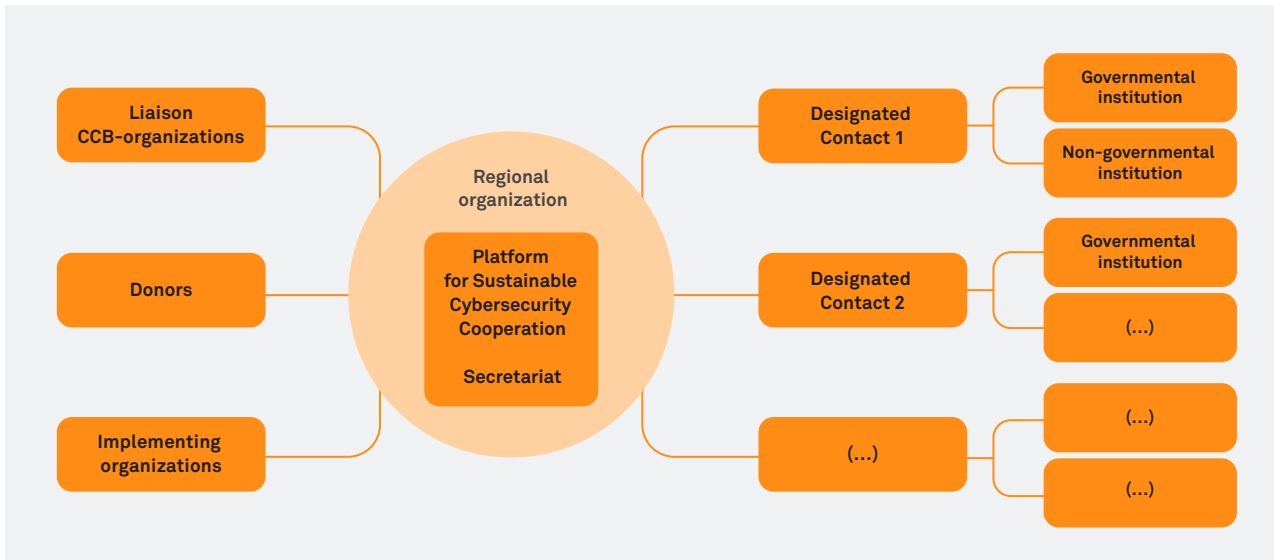 Liaison
CCB-organizations
Donors
Implementing
organizations
Regional
organization
Platform
for Sustainable
Cybersecurity
Cooperation
Secretariat
Designated
Contact 1
Governmental
institution
Non-governmental
institution
Designated
Contact 2
Governmental
institution
(...)
(...)
(...)
(...)